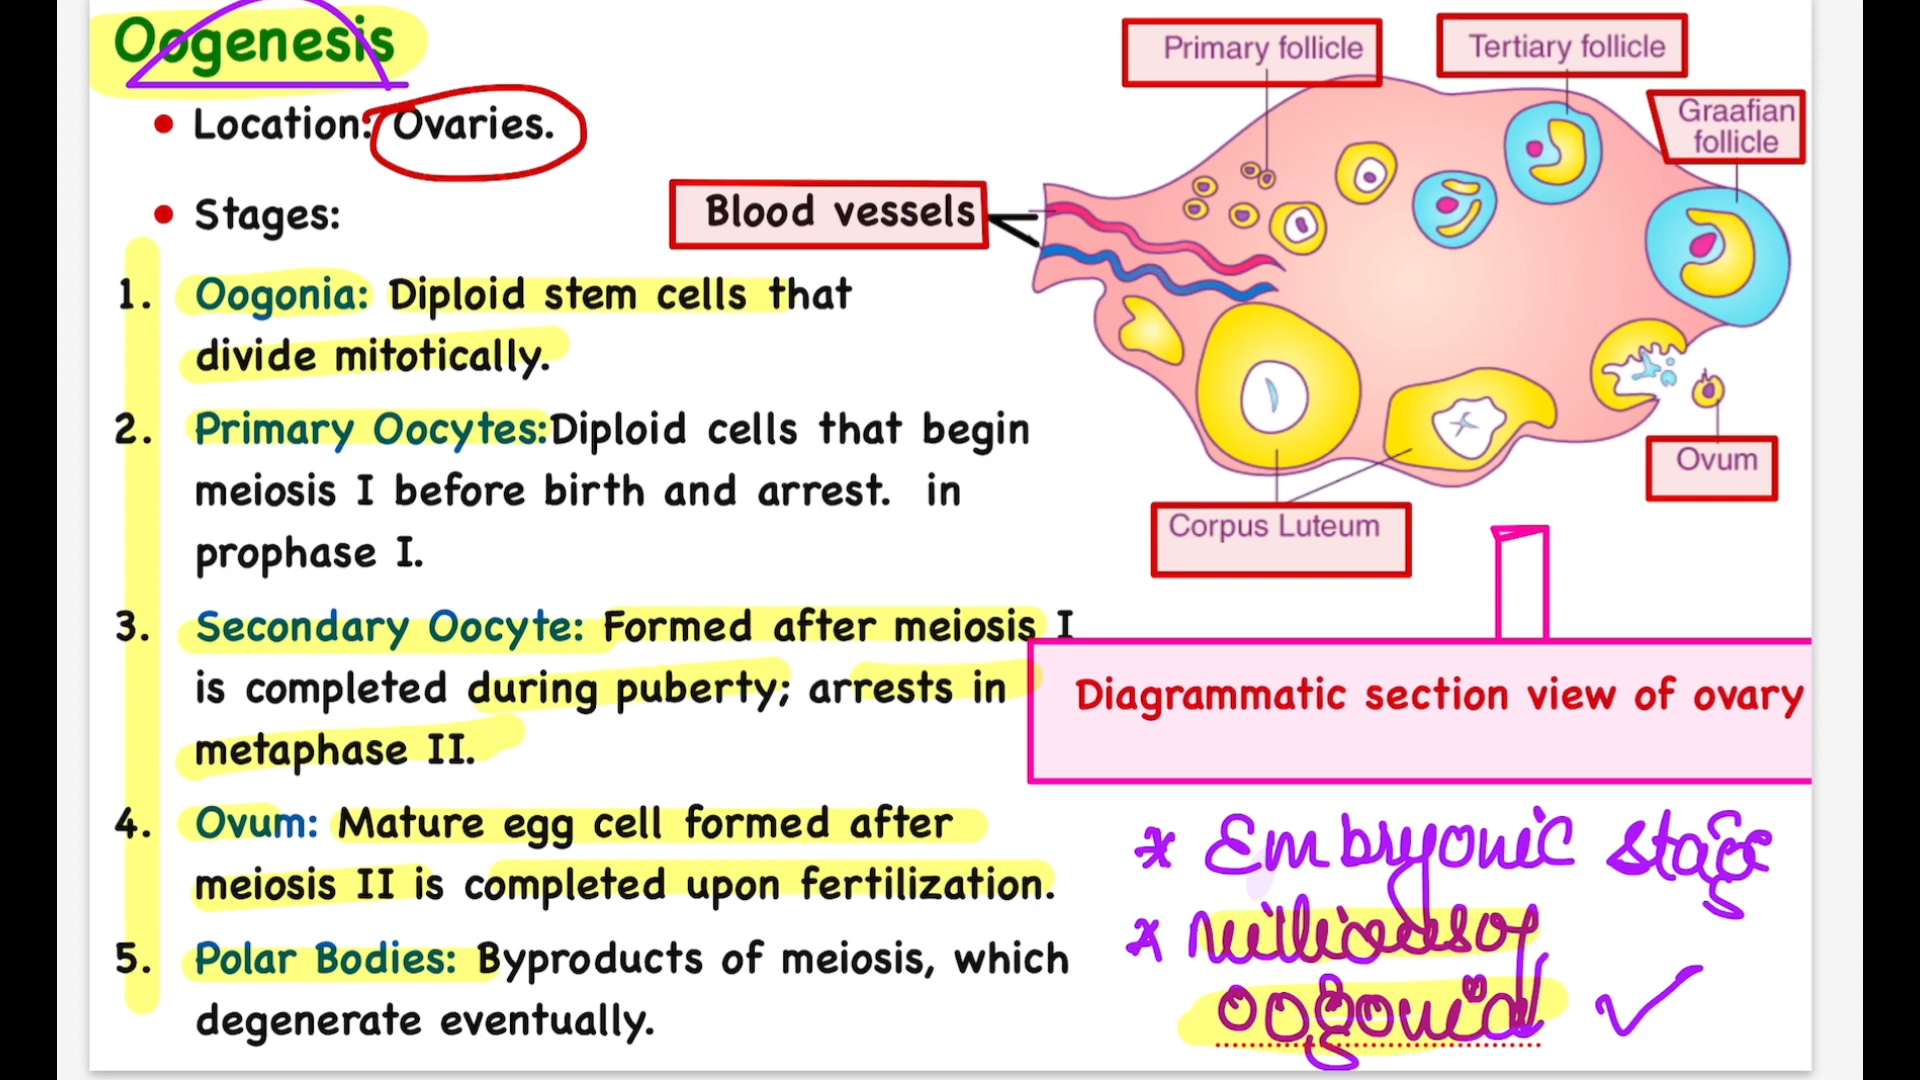 Oogenesis
• Location: Ovaries.
• Stages:
1. Oogonia: Diploid stem cells that
divide mitotically.
2. Primary Oocytes:Diploid cells that begin
meiosis I before birth and arrest. in
prophase I.
3. Secondary Oocyte: Formed after meiosis I
is completed during puberty; arrests in
metaphase II.
4. Ovum: Mature egg cell formed after
meiosis II is completed upon fertilization.
5. Polar Bodies: Byproducts of meiosis, which
degenerate eventually.
Primary follicle
Tertiary follicle
Graafian
follicle
Blood vessels
Ovum
Corpus Luteum
Diagrammatic section view of ovary
* Embryonic stage
* millions of
oogonia